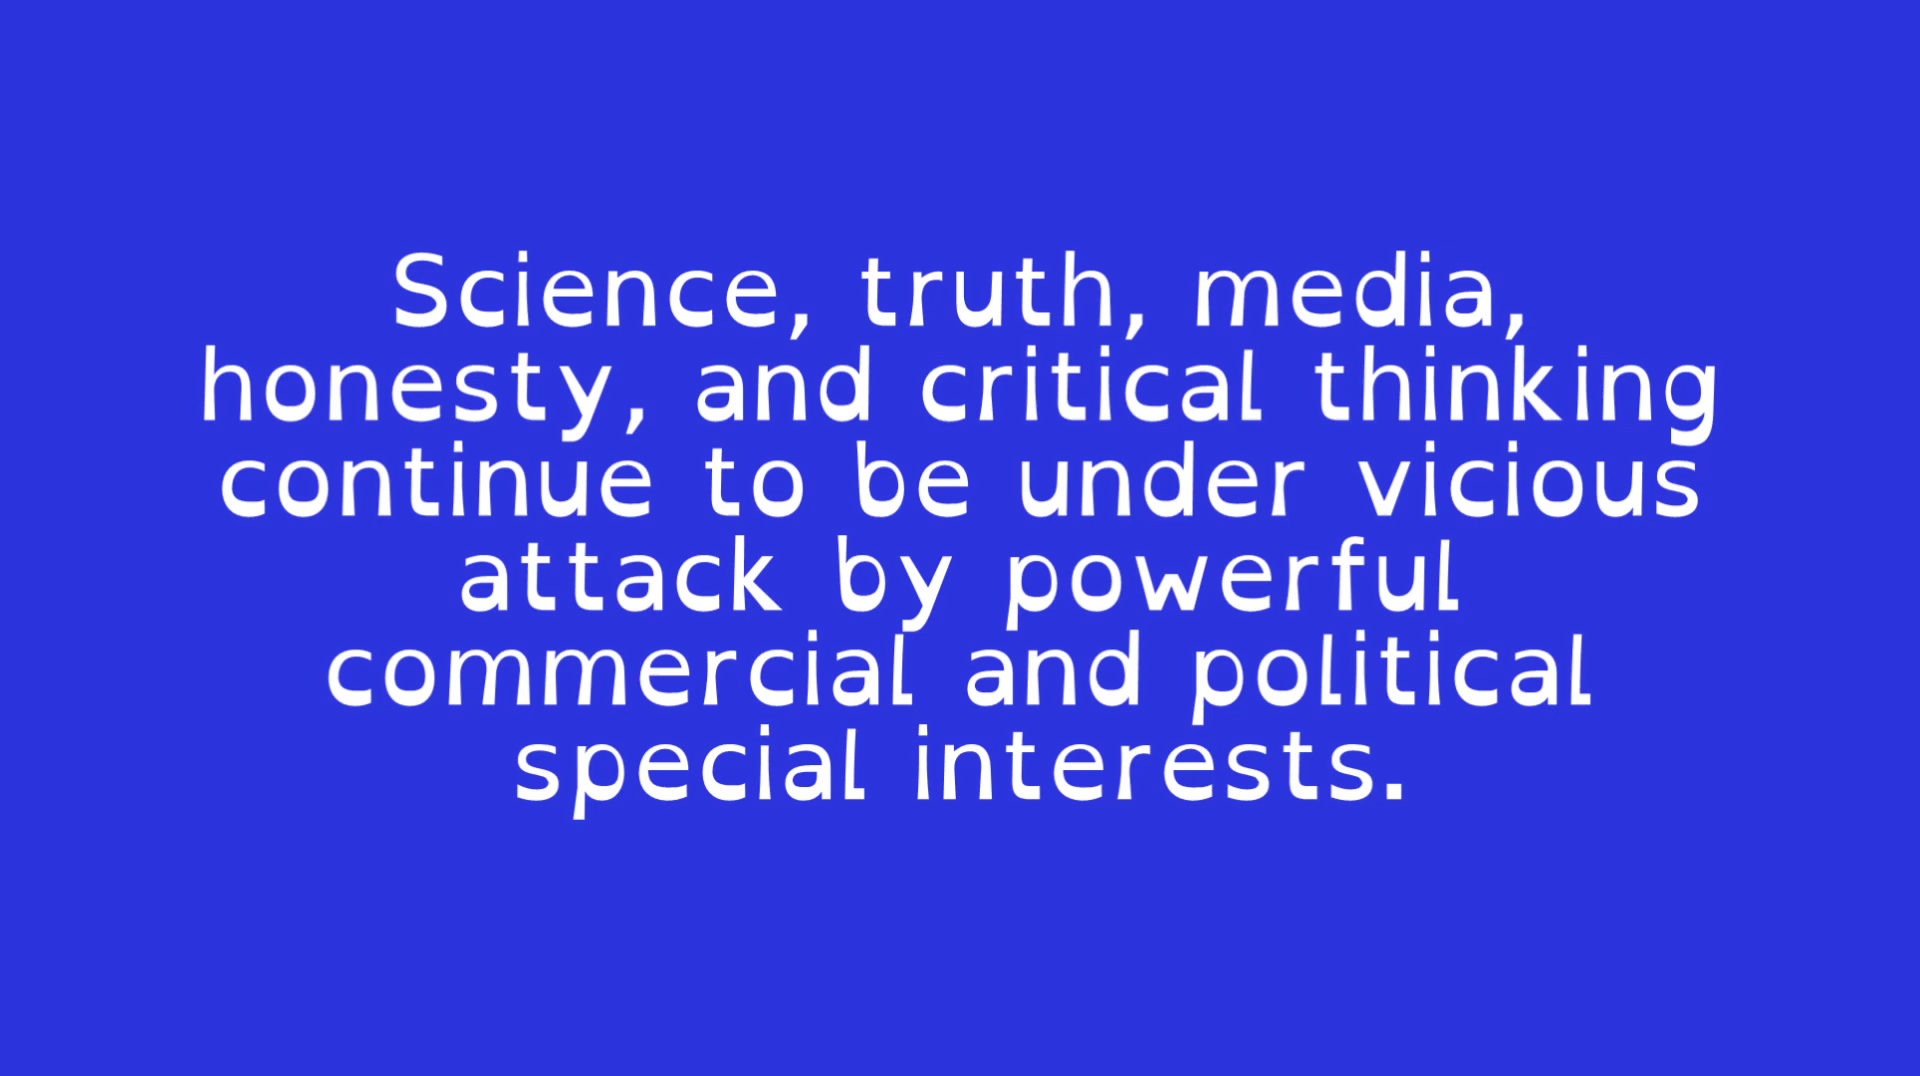 Science, truth, media,
honesty, and critical thinking
continue to be under vicious
attack by powerful
commercial and political
special interests.